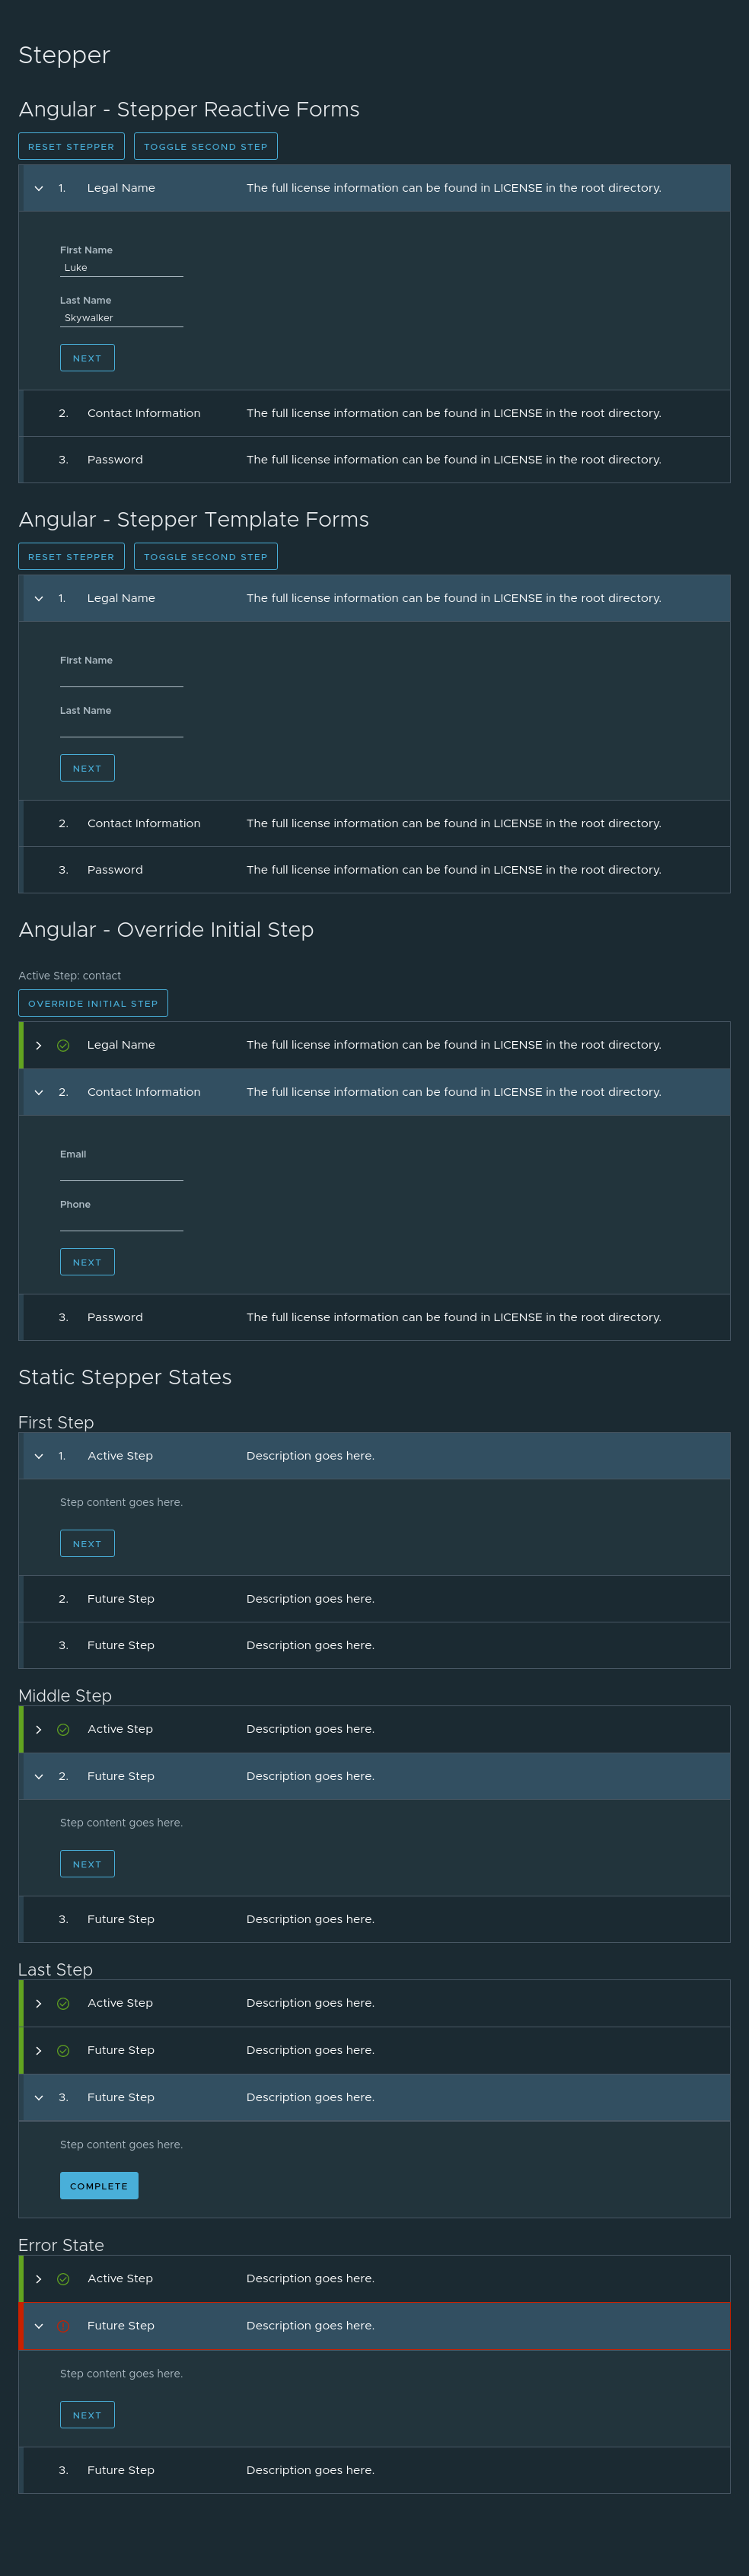 Stepper
Angular - Stepper Reactive Forms
RESET STEPPER TOGGLE SECOND STEP
1. Legal Name The full license information can be found in LICENSE in the root directory.
First Name
Luke
Last Name
Skywalker
NEXT
2. Contact Information The full license information can be found in LICENSE in the root directory.
3. Password The full license information can be found in LICENSE in the root directory.
Angular - Stepper Template Forms
RESET STEPPER TOGGLE SECOND STEP
1. Legal Name The full license information can be found in LICENSE in the root directory.
First Name
Last Name
NEXT
2. Contact Information The full license information can be found in LICENSE in the root directory.
3. Password The full license information can be found in LICENSE in the root directory.
Angular - Override Initial Step
Active Step: contact
OVERRIDE INITIAL STEP
Legal Name The full license information can be found in LICENSE in the root directory.
2. Contact Information The full license information can be found in LICENSE in the root directory.
Email
Phone
NEXT
3. Password The full license information can be found in LICENSE in the root directory.
Static Stepper States
First Step
1. Active Step Description goes here.
Step content goes here.
NEXT
2. Future Step Description goes here.
3. Future Step Description goes here.
Middle Step
Active Step Description goes here.
2. Future Step Description goes here.
Step content goes here.
NEXT
3. Future Step Description goes here.
Last Step
Active Step Description goes here.
Future Step Description goes here.
3. Future Step Description goes here.
Step content goes here.
COMPLETE
Error State
Active Step Description goes here.
Future Step Description goes here.
Step content goes here.
NEXT
3. Future Step Description goes here.